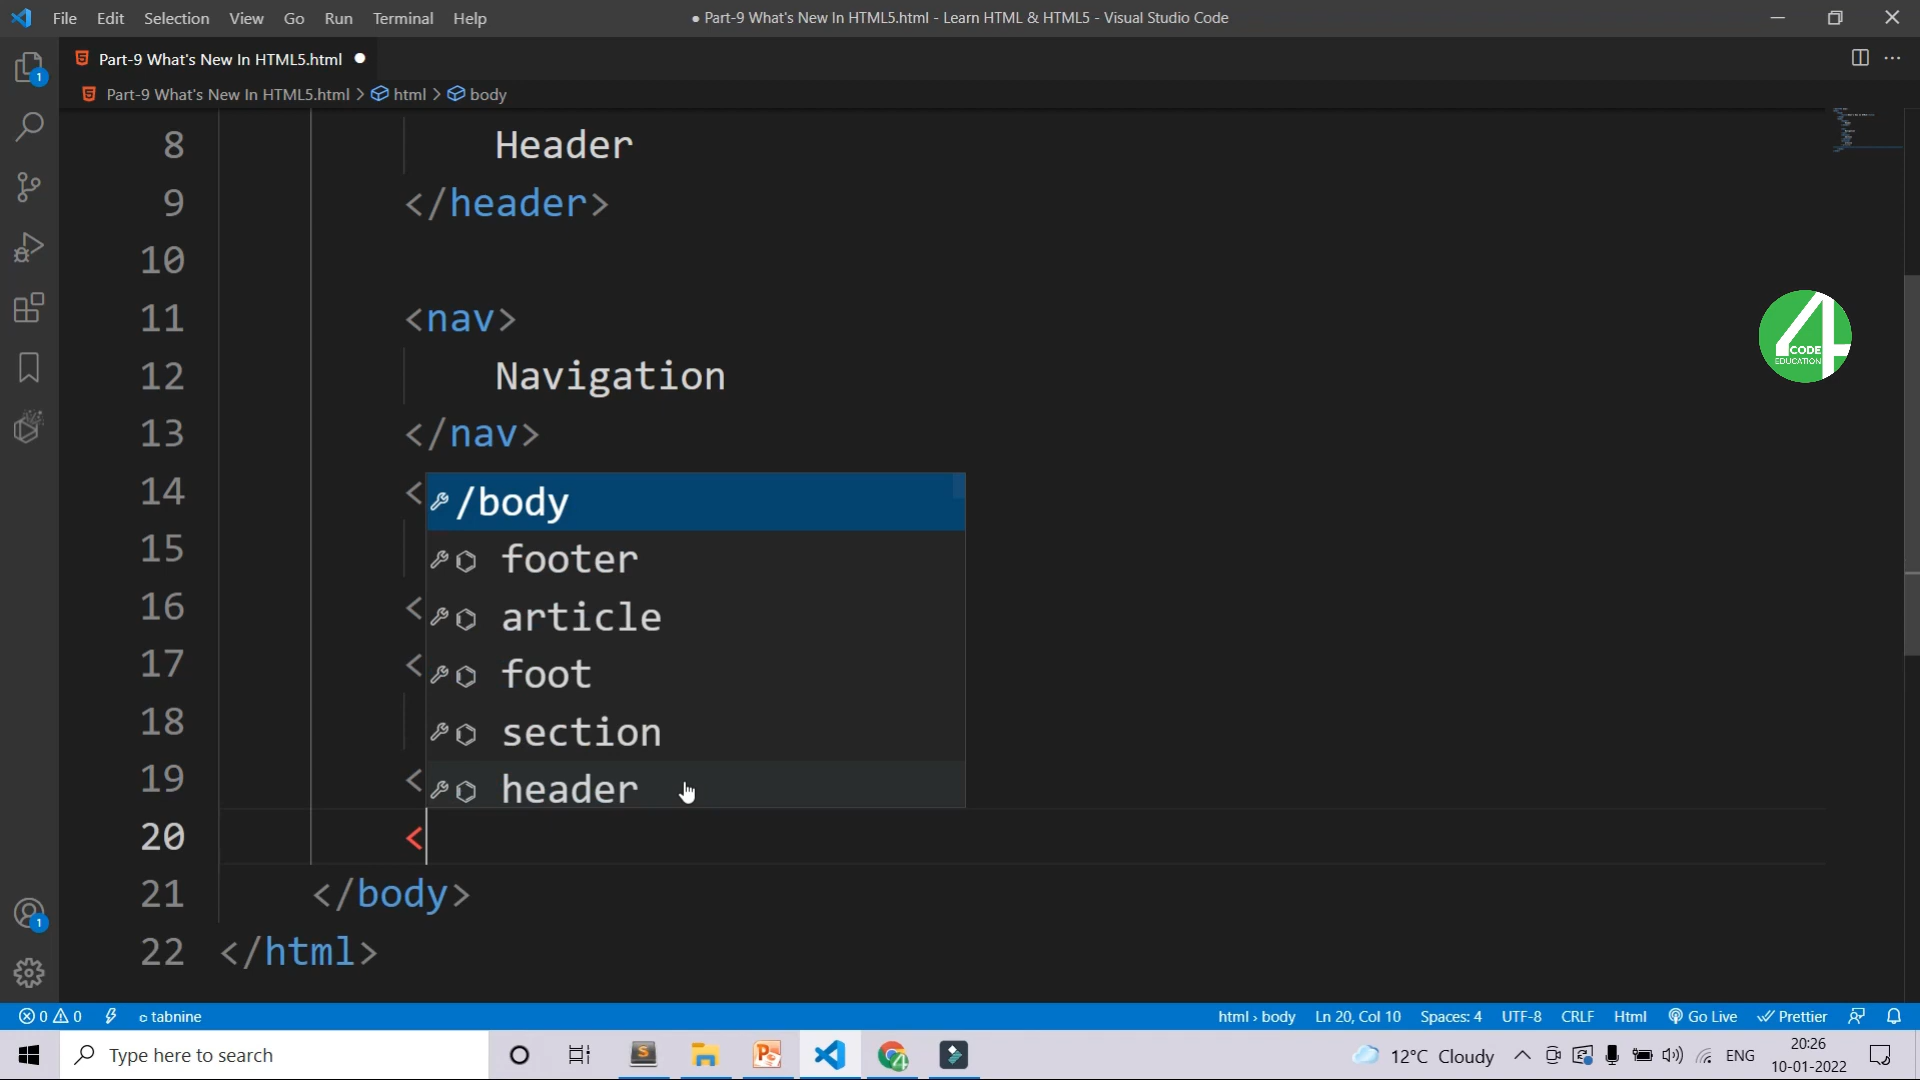 File Edit Selection View Go Run Terminal Help
● Part-9 What's New In HTML5.html - Learn HTML & HTML5 - Visual Studio Code
Part-9 What's New In HTML5.html ●
Part-9 What's New In HTML5.html > html > body
1
8 Header
9 </header>
10
11 <nav>
12 Navigation
13 </nav>
14 <
15
16 <
17 <
18
19 <
20 <
21 </body>
22 </html>
/body
footer
article
foot
section
header
4
CODE
EDUCATION
1
0 0 tabnine
html › body Ln 20, Col 10 Spaces: 4 UTF-8 CRLF Html Go Live Prettier
Type here to search
12°C Cloudy ENG
20:26
10-01-2022